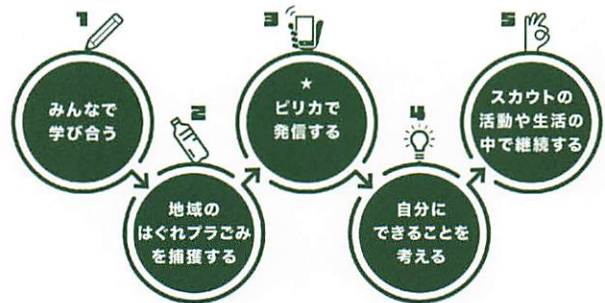 1
みんなで
学び合う
2
地域の
はぐれプラごみ
を捕獲する
3
★
ピリカで
発信する
4
自分に
できることを
考える
5
スカウトの
活動や生活の
中で継続する